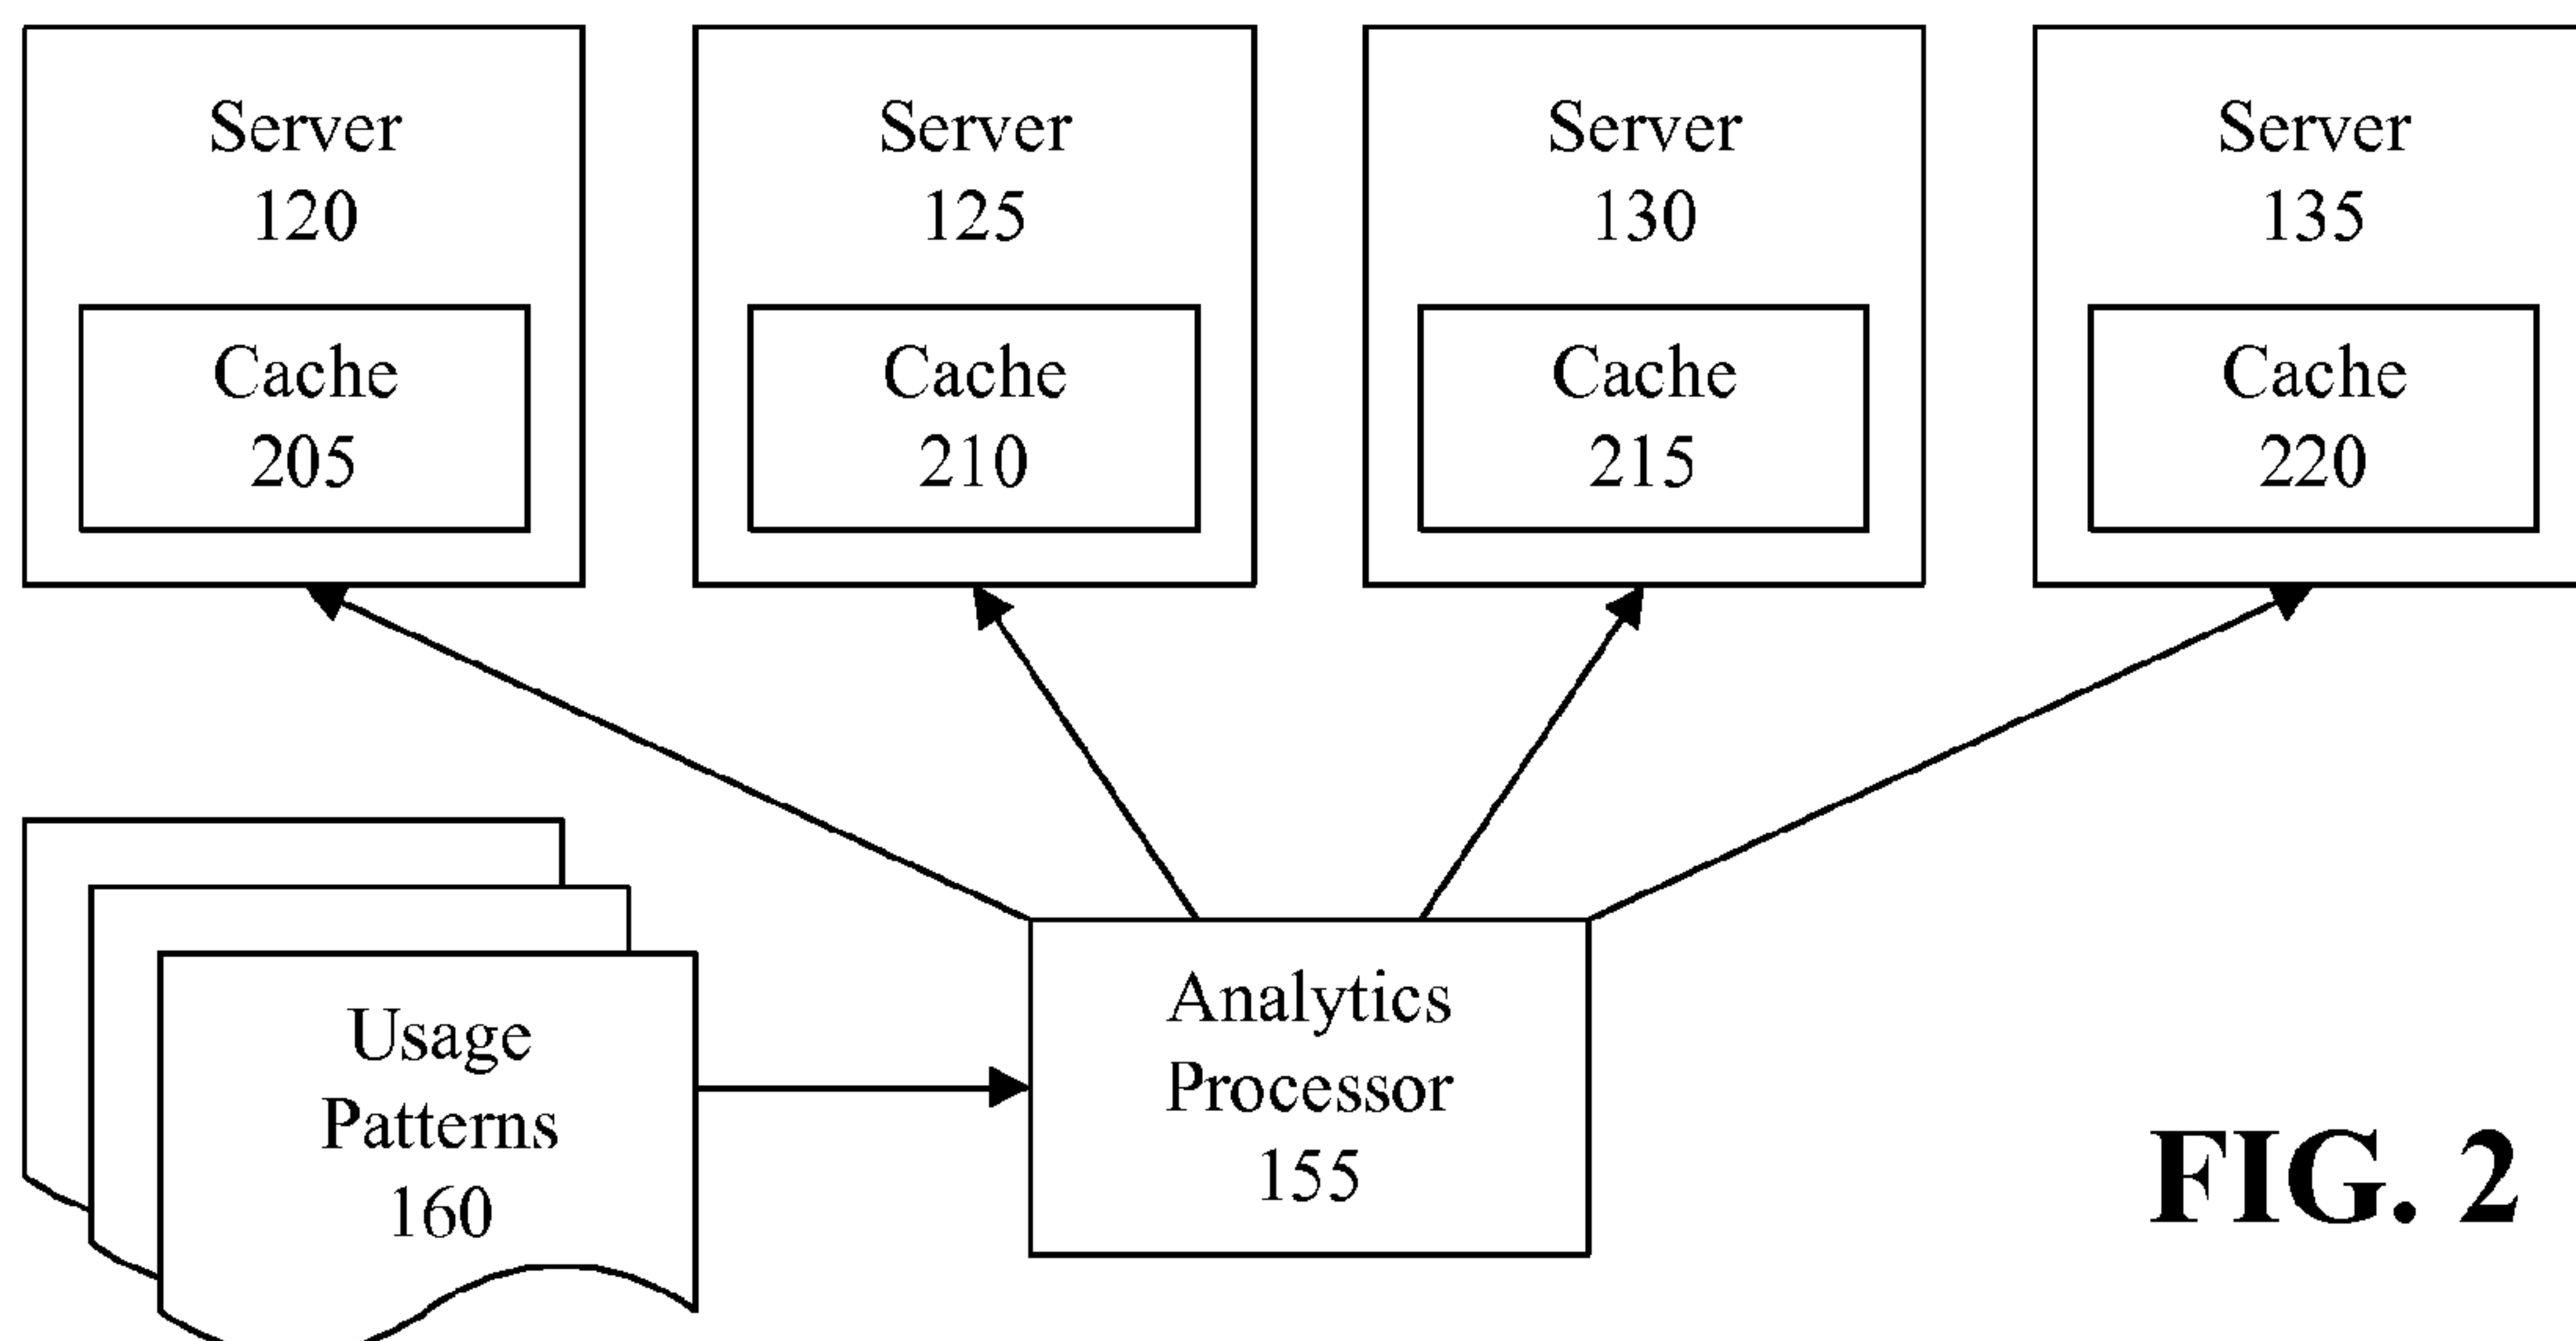 Server
120
Cache
205
Server
125
Cache
210
Server
130
Cache
215
Server
135
Cache
220
Usage
Patterns
160
Analytics
Processor
155
FIG. 2